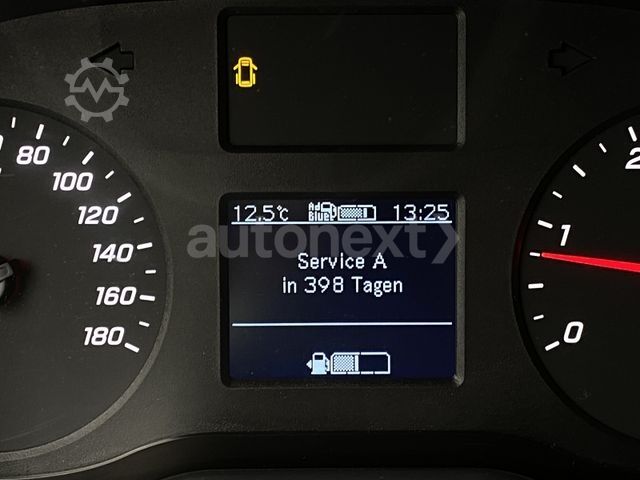 12.5°C Ad Blue 13:25
autonext
Service A
in 398 Tagen
80
100
120
140
160
180
2
1
0